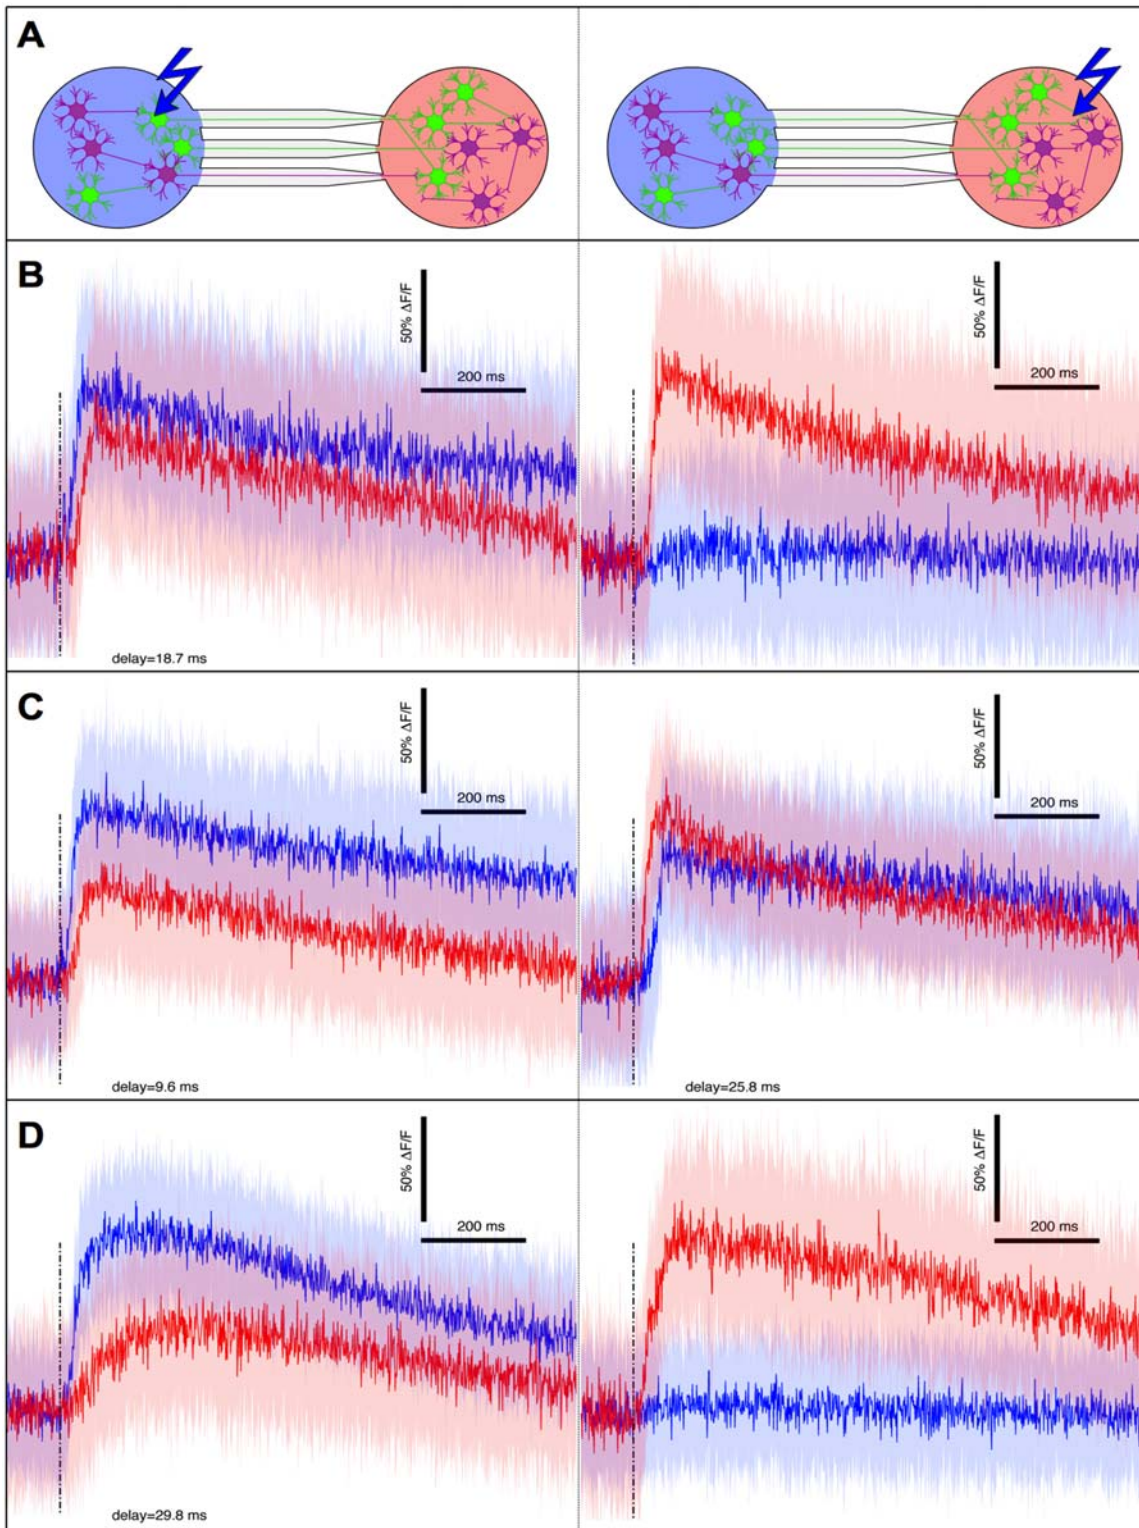 A
B
50% ΔF/F
200 ms
delay=18.7 ms
50% ΔF/F
200 ms
C
50% ΔF/F
200 ms
delay=9.6 ms
50% ΔF/F
200 ms
delay=25.8 ms
D
50% ΔF/F
200 ms
delay=29.8 ms
50% ΔF/F
200 ms